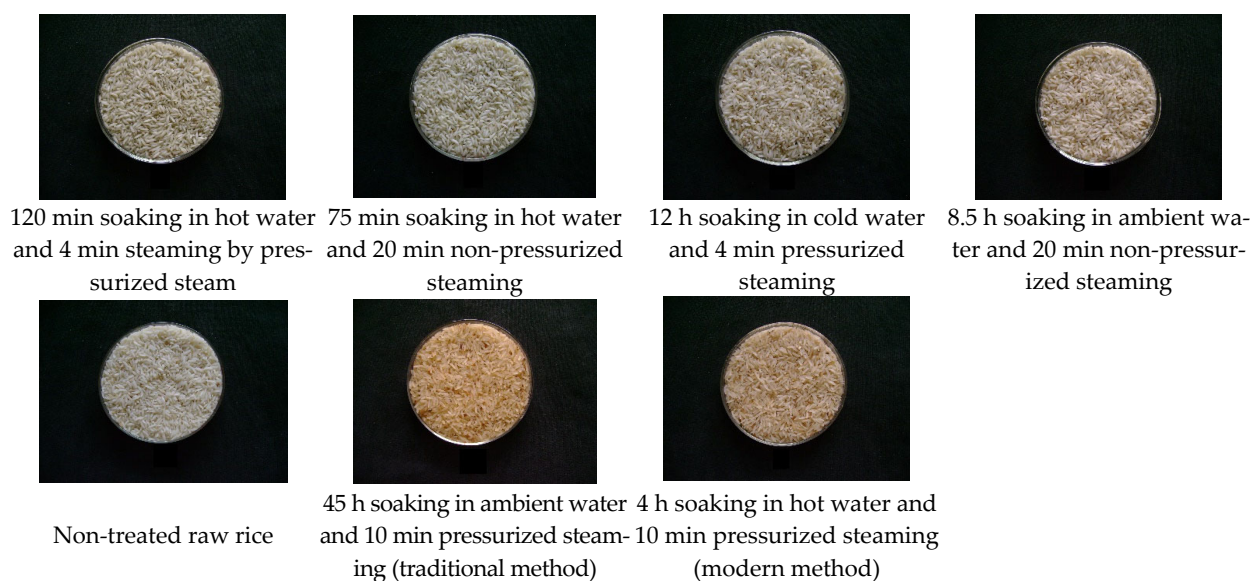 120 min soaking in hot water
and 4 min steaming by pres-
surized steam
75 min soaking in hot water
and 20 min non-pressurized
steaming
12 h soaking in cold water
and 4 min pressurized
steaming
8.5 h soaking in ambient wa-
ter and 20 min non-pressur-
ized steaming
Non-treated raw rice
45 h soaking in ambient water
and 10 min pressurized steam-
ing (traditional method)
4 h soaking in hot water and
10 min pressurized steaming
(modern method)